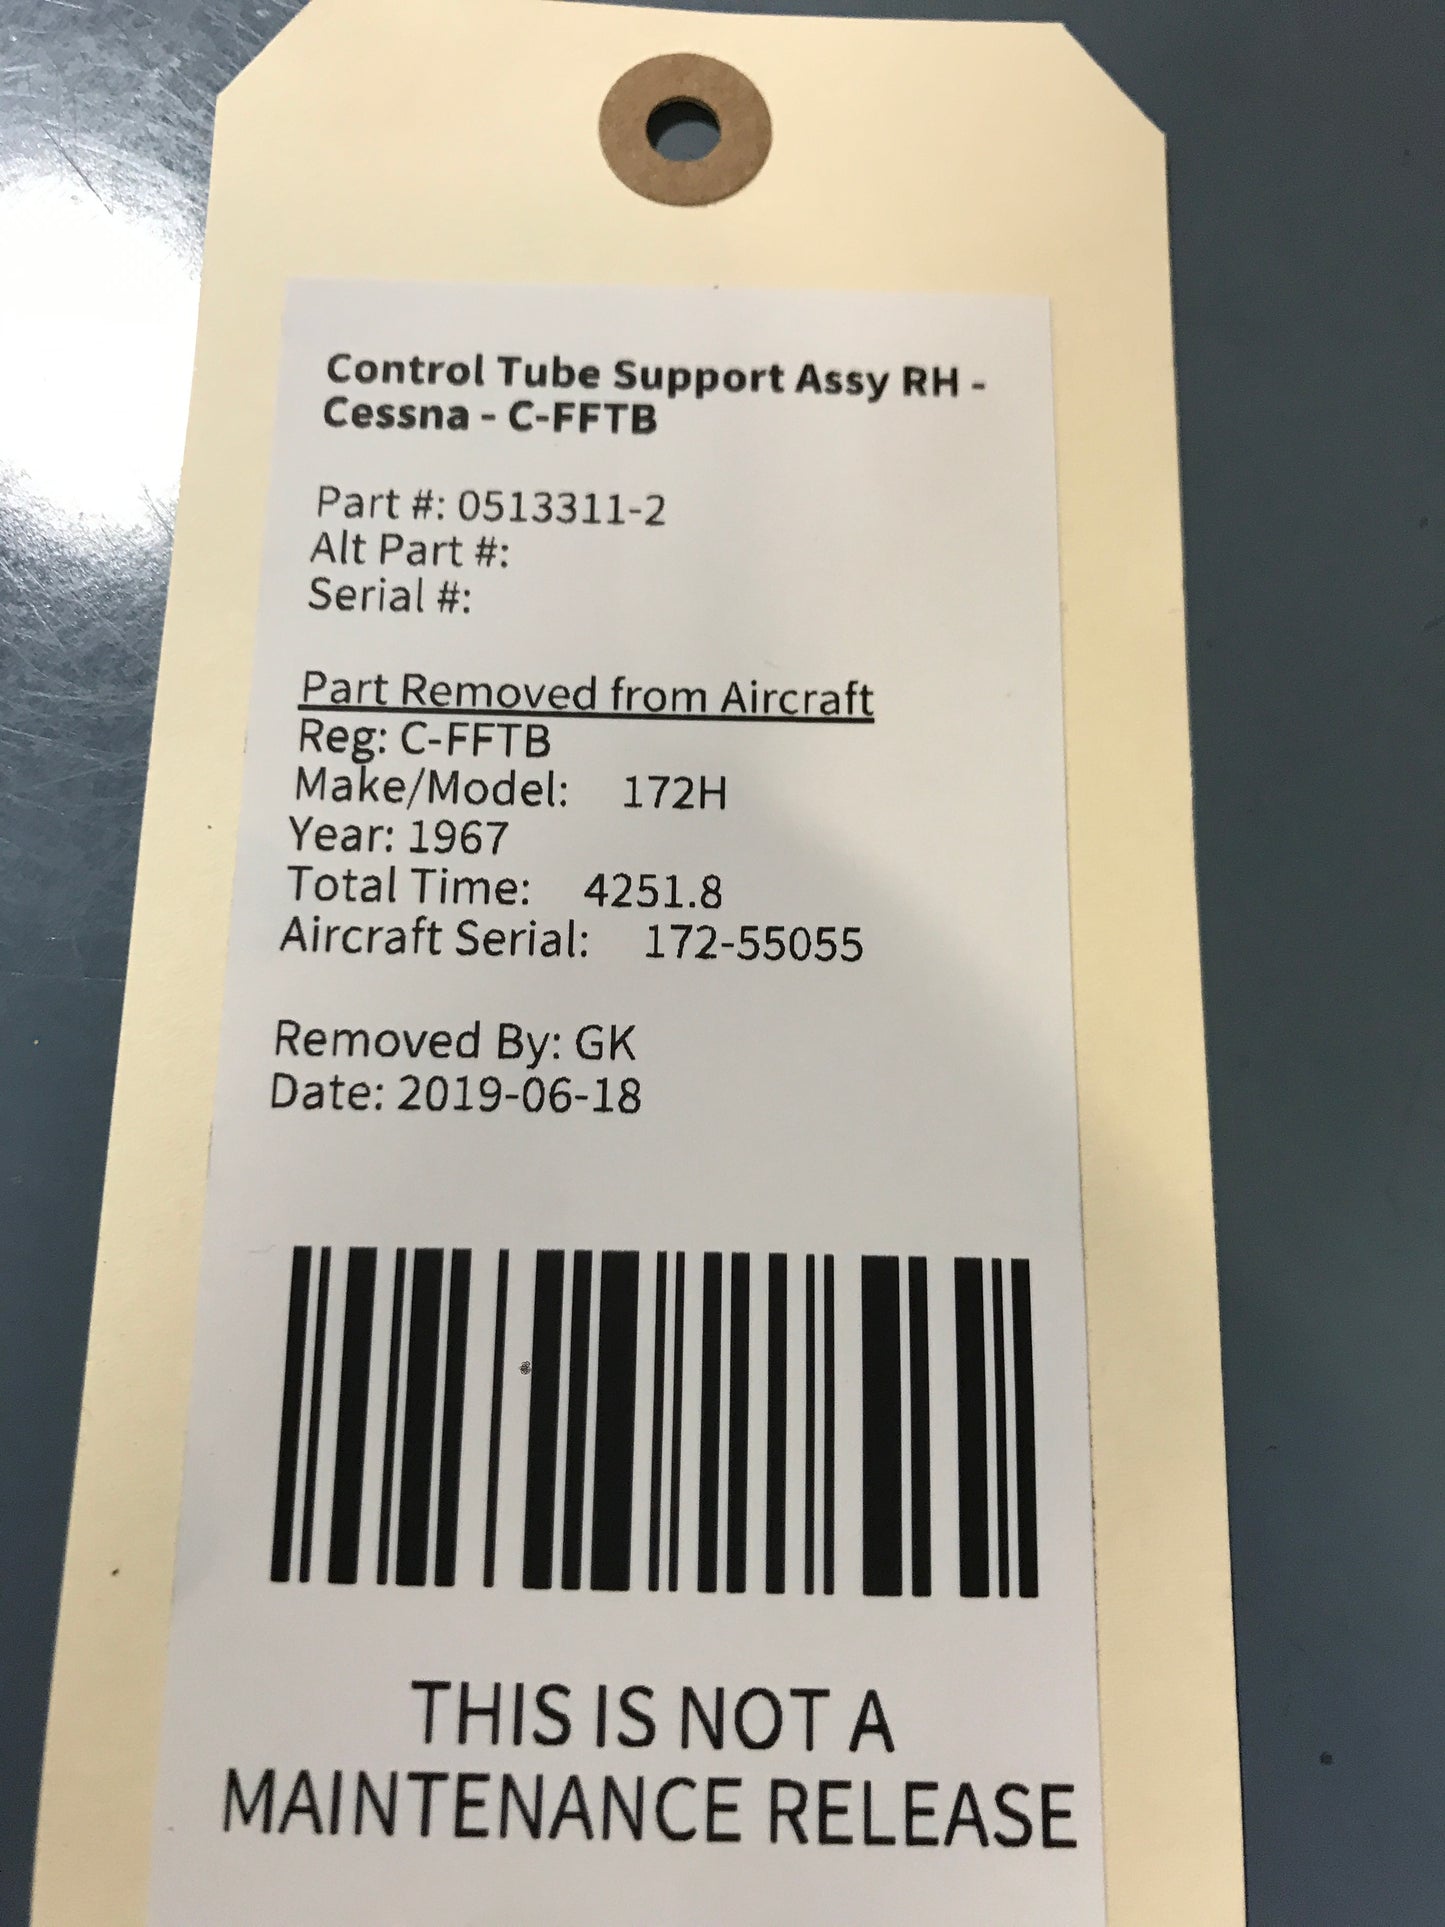 Control Tube Support Assy RH -
Cessna - C-FFTB
Part #: 0513311-2
Alt Part #:
Serial #:
Part Removed from Aircraft
Reg: C-FFTB
Make/Model: 172H
Year: 1967
Total Time: 4251.8
Aircraft Serial: 172-55055
Removed By: GK
Date: 2019-06-18
THIS IS NOT A
MAINTENANCE RELEASE